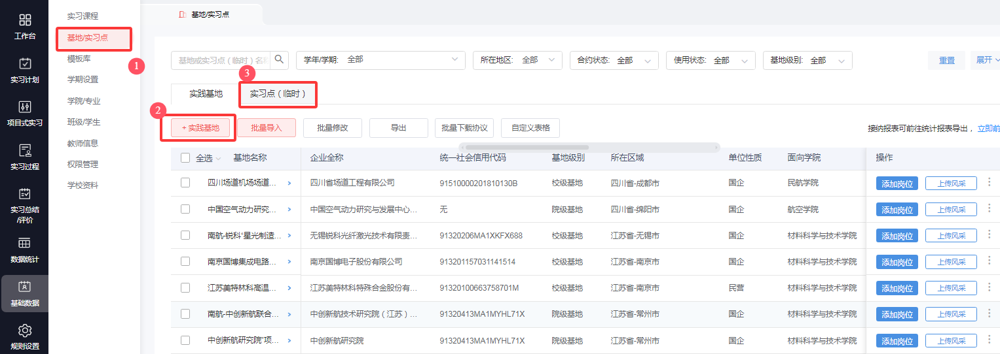 工作台
实习计划
项目式实习
实习过程
实习总结
/评价
数据统计
基础数据
规则设置
实习课程
基地/实习点
模板库
学期设置
学院/专业
班级/学生
教师信息
权限管理
学校资料
1
基地/实习点
基地或实习点（临时）名称
学年/学期: 全部
所在地区: 全部
合约状态: 全部
使用状态: 全部
基地级别: 全部
重置
展开
3
实践基地 实习点（临时）
2
+ 实践基地 批量导入 批量修改 导出 批量下载协议 自定义表格
接纳报表可前往统计报表导出， 立即前
全选 基地名称 企业全称 统一社会信用代码 基地级别 所在区域 单位性质 面向学院 操作
四川场道机场场道... 四川省场道工程有限公司 91510000201810130B 校级基地 四川省-成都市 国企 民航学院 添加岗位 上传风采
中国空气动力研究... 中国空气动力研究与发展中心... 无 院级基地 四川省-绵阳市 国企 航空学院 添加岗位 上传风采
南航-锐科“星光制造... 无锡锐科光纤激光技术有限责... 91320206MA1XKFX688 校级基地 江苏省-无锡市 国企 材料科学与技术学院 添加岗位 上传风采
南京国博集成电路... 南京国博电子股份有限公司 913201157031141514 校级基地 江苏省-南京市 国企 材料科学与技术学院 添加岗位 上传风采
江苏美特林科高温... 江苏美特林科特殊合金股份有... 91320100663758701M 校级基地 江苏省-南京市 民营 材料科学与技术学院 添加岗位 上传风采
南航-中创新航联合... 中创新航技术研究院（江苏）... 91320413MA1MYHL71X 院级基地 江苏省-常州市 国企 材料科学与技术学院 添加岗位 上传风采
中创新航研究院“项... 中创新航研究院 91320413MA1MYHL71X 院级基地 江苏省-常州市 国企 材料科学与技术学院 添加岗位 上传风采